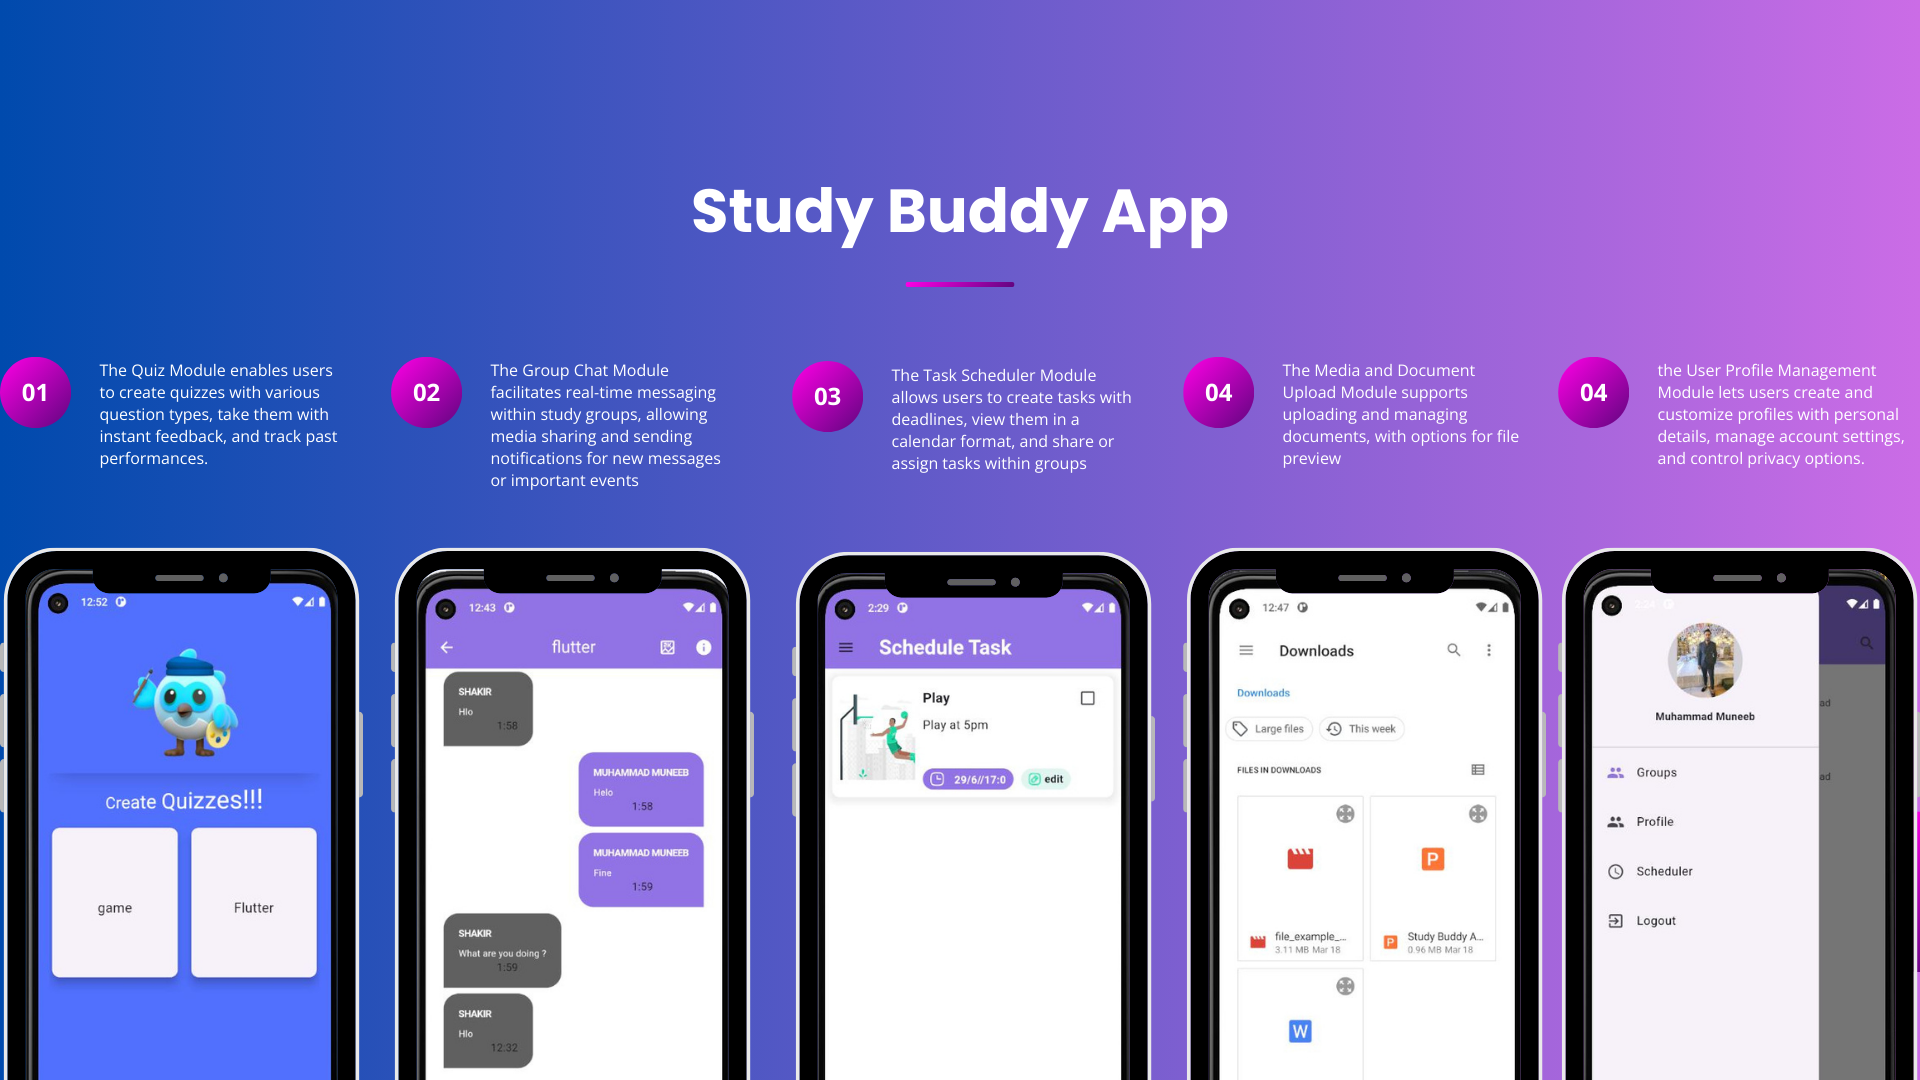 Study Buddy App
01
The Quiz Module enables users
to create quizzes with various
question types, take them with
instant feedback, and track past
performances.
02
The Group Chat Module
facilitates real-time messaging
within study groups, allowing
media sharing and sending
notifications for new messages
or important events
03
The Task Scheduler Module
allows users to create tasks with
deadlines, view them in a
calendar format, and share or
assign tasks within groups
04
The Media and Document
Upload Module supports
uploading and managing
documents, with options for file
preview
04
the User Profile Management
Module lets users create and
customize profiles with personal
details, manage account settings,
and control privacy options.
12:52
Create Quizzes!!!
game
Flutter
12:43
flutter
SHAKIR
Hlo
1:58
MUHAMMAD MUNEEB
Helo
1:58
MUHAMMAD MUNEEB
Fine
1:59
SHAKIR
What are you doing ?
1:59
SHAKIR
Hlo
12:32
2:29
Schedule Task
Play
Play at 5pm
29/6//17:0
edit
12:47
Downloads
Downloads
Large files
This week
FILES IN DOWNLOADS
P
file_example_...
3.11 MB Mar 18
P
Study Buddy A...
0.96 MB Mar 18
W
Muhammad Muneeb
Groups
Profile
Scheduler
Logout
ad
ad